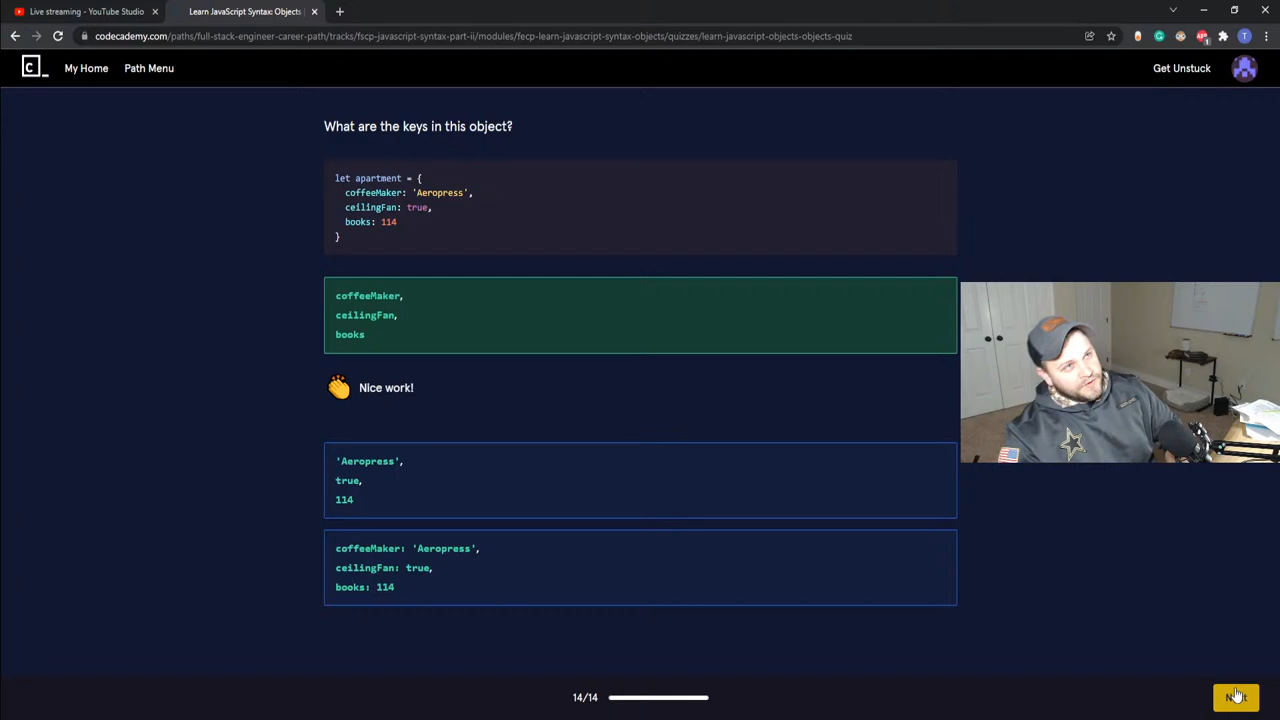 Live streaming - YouTube Studio
Learn JavaScript Syntax: Objects
codecademy.com/paths/full-stack-engineer-career-path/tracks/fscp-javascript-syntax-part-ii/modules/fecp-learn-javascript-syntax-objects/quizzes/learn-javascript-objects-objects-quiz
1
T
C_
My Home
Path Menu
Get Unstuck
What are the keys in this object?
let apartment = {
coffeeMaker: 'Aeropress',
ceilingFan: true,
books: 114
}
coffeeMaker,
ceilingFan,
books
Nice work!
'Aeropress',
true,
114
coffeeMaker: 'Aeropress',
ceilingFan: true,
books: 114
14/14